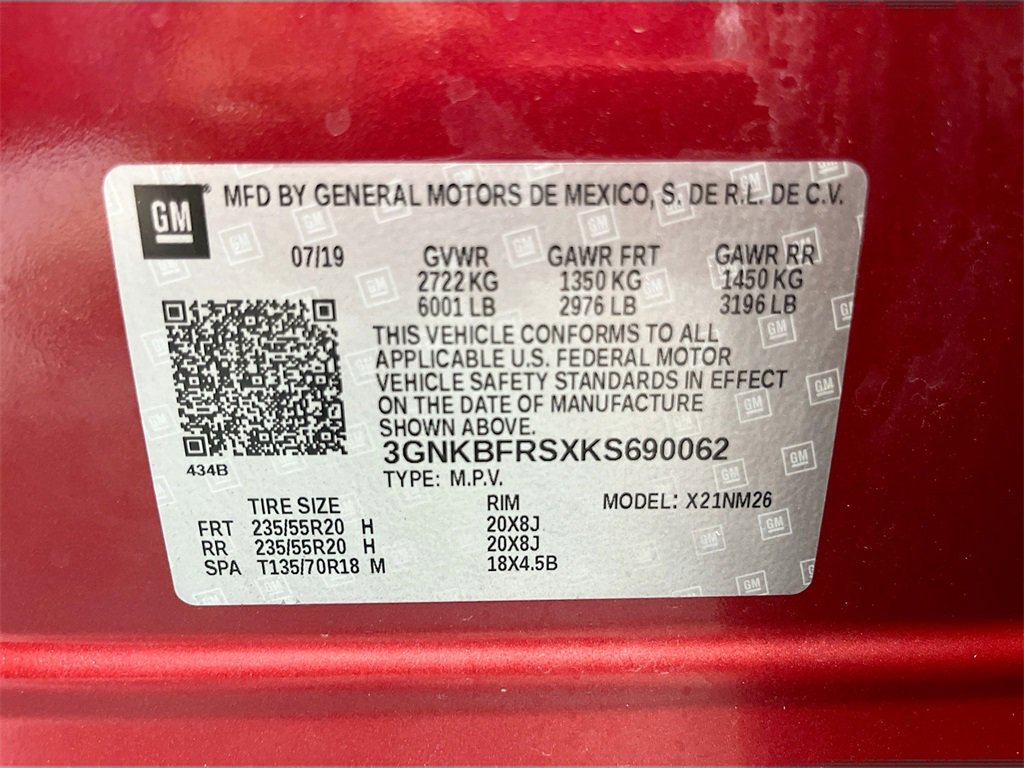 GM® MFD BY GENERAL MOTORS DE MEXICO, S. DE R.L. DE C.V.
07/19 GVWR GAWR FRT GAWR RR
2722 KG 1350 KG 1450 KG
6001 LB 2976 LB 3196 LB
THIS VEHICLE CONFORMS TO ALL
APPLICABLE U.S. FEDERAL MOTOR
VEHICLE SAFETY STANDARDS IN EFFECT
ON THE DATE OF MANUFACTURE
SHOWN ABOVE.
3GNKBFRSXKS690062
434B
TYPE: M.P.V.
TIRE SIZE RIM MODEL: X21NM26
FRT 235/55R20 H 20X8J
RR 235/55R20 H 20X8J
SPA T135/70R18 M 18X4.5B